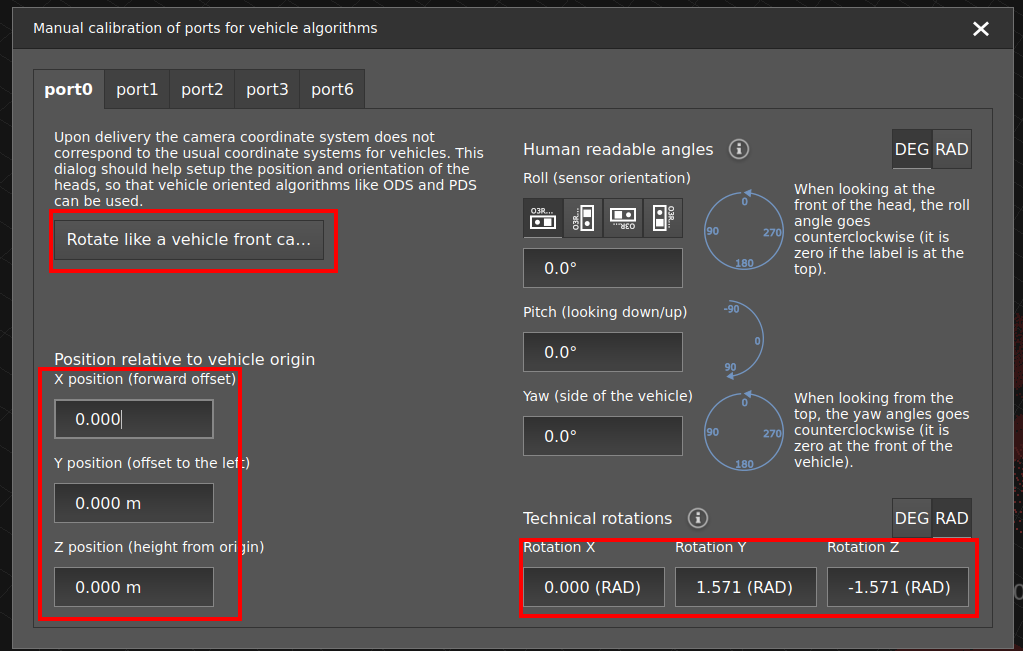 Manual calibration of ports for vehicle algorithms
port0 port1 port2 port3 port6
Upon delivery the camera coordinate system does not
correspond to the usual coordinate systems for vehicles. This
dialog should help setup the position and orientation of the
heads, so that vehicle oriented algorithms like ODS and PDS
can be used.
Rotate like a vehicle front ca...
Position relative to vehicle origin
X position (forward offset)
0.000
Y position (offset to the left)
0.000 m
Z position (height from origin)
0.000 m
Human readable angles
DEG RAD
Roll (sensor orientation)
O3R... O3R... O3R... O3R...
0.0°
0
90
270
180
When looking at the
front of the head, the roll
angle goes
counterclockwise (it is
zero if the label is at the
top).
Pitch (looking down/up)
0.0°
-90
0
90
Yaw (side of the vehicle)
0.0°
0
90
270
180
When looking from the
top, the yaw angles goes
counterclockwise (it is
zero at the front of the
vehicle).
Technical rotations
DEG RAD
Rotation X Rotation Y Rotation Z
0.000 (RAD) 1.571 (RAD) -1.571 (RAD)